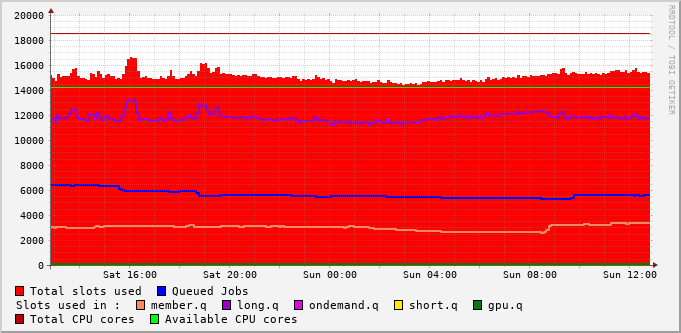 20000
18000
16000
14000
12000
10000
8000
6000
4000
2000
0
Sat 16:00 Sat 20:00 Sun 00:00 Sun 04:00 Sun 08:00 Sun 12:00
Total slots used Queued Jobs
Slots used in : member.q long.q ondemand.q short.q gpu.q
Total CPU cores Available CPU cores
RRDTOOL / TOBI OETIKER